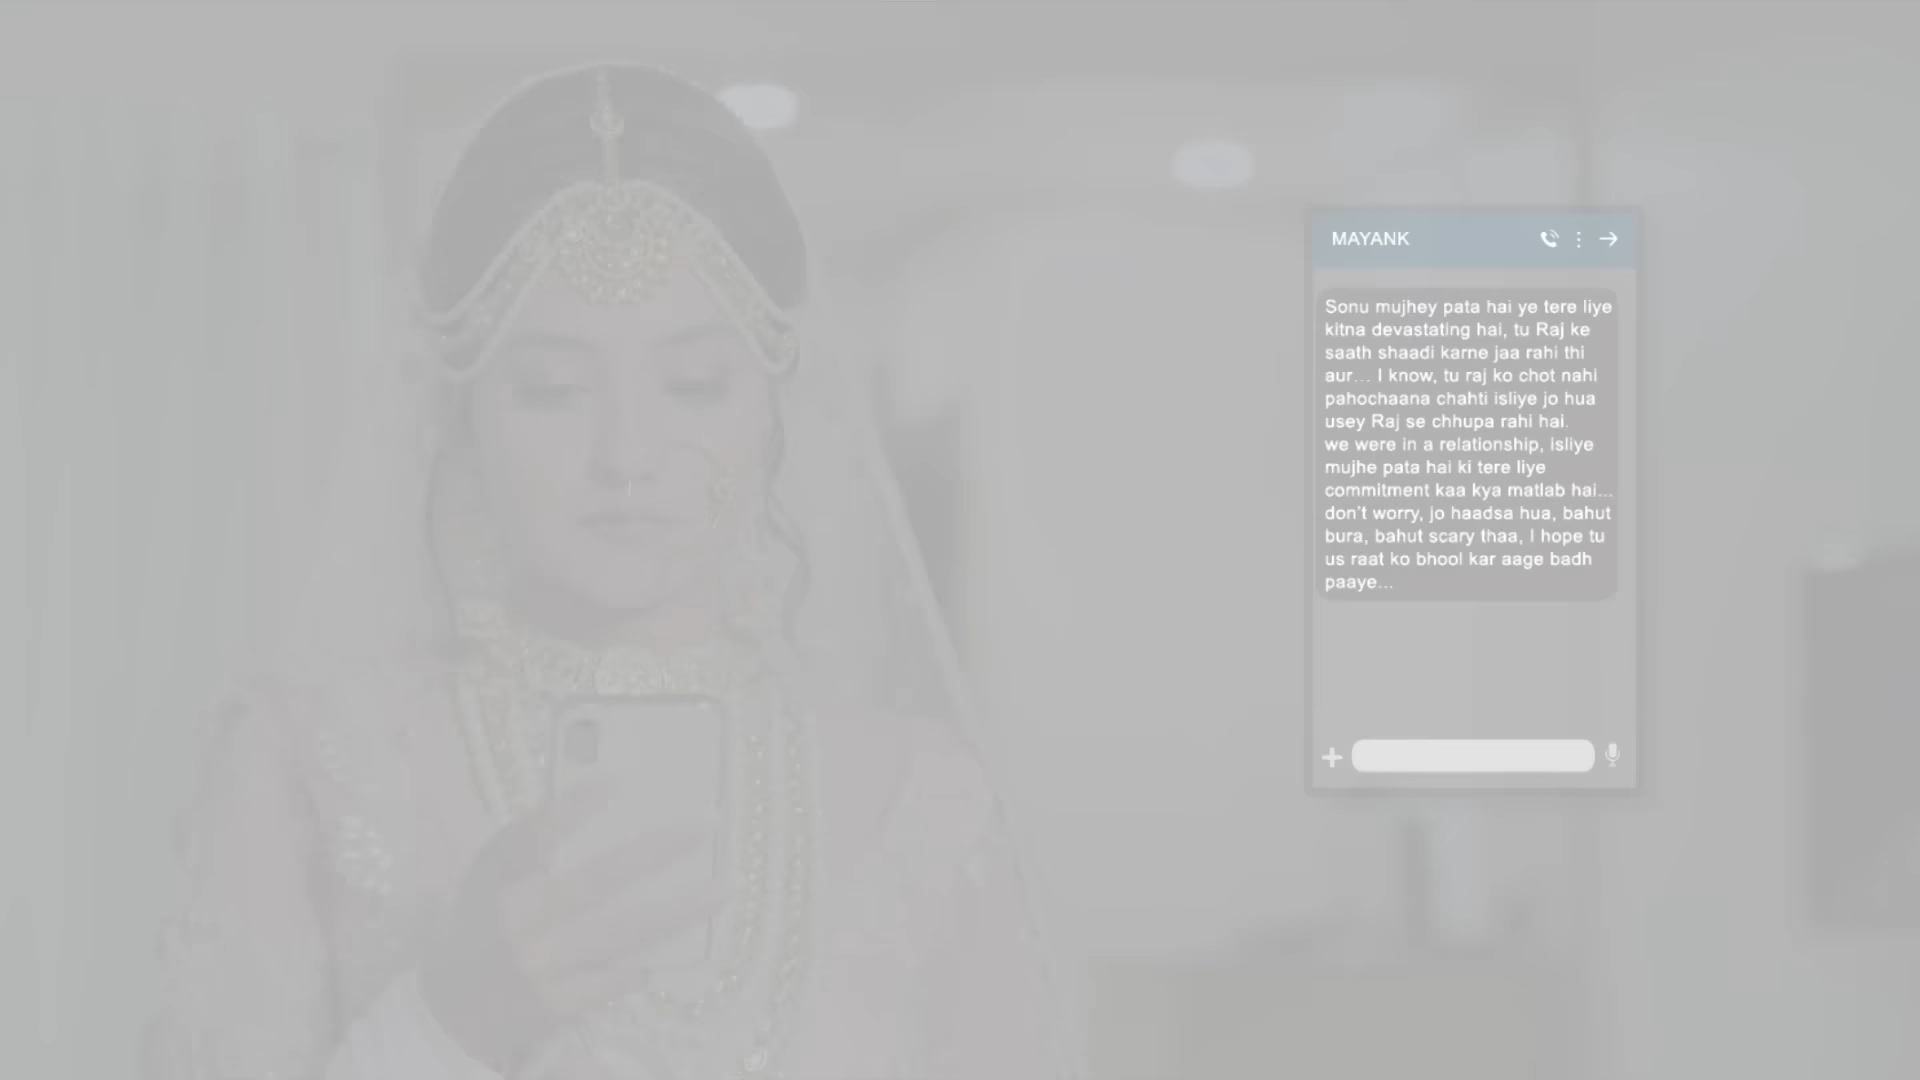 MAYANK
Sonu mujhey pata hai ye tere liye
kitna devastating hai, tu Raj ke
saath shaadi karne jaa rahi thi
aur... I know, tu raj ko chot nahi
pahochaana chahti isliye jo hua
usey Raj se chhupa rahi hai.
we were in a relationship, isliye
mujhe pata hai ki tere liye
commitment kaa kya matlab hai...
don't worry, jo haadsa hua, bahut
bura, bahut scary thaa, I hope tu
us raat ko bhool kar aage badh
paaye...